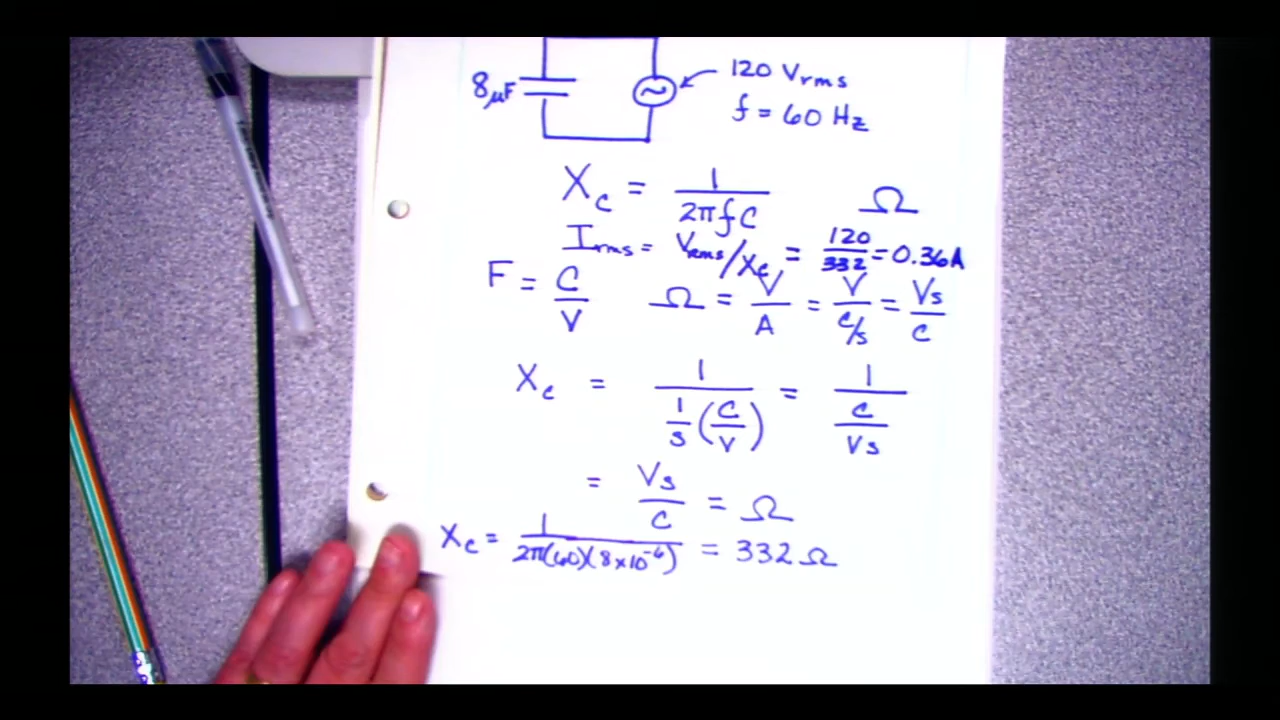 8μF
120 Vrms
f = 60 Hz
Xc = 1/(2πfC) Ω
Irms = Vrms/Xc = 120/332 = 0.36A
F = C/V Ω = V/A = V/(C/s) = Vs/C
Xc = 1/((1/s)(C/V)) = 1/(C/Vs)
= Vs/C = Ω
Xc = 1/(2π(60)(8×10⁻⁶)) = 332Ω